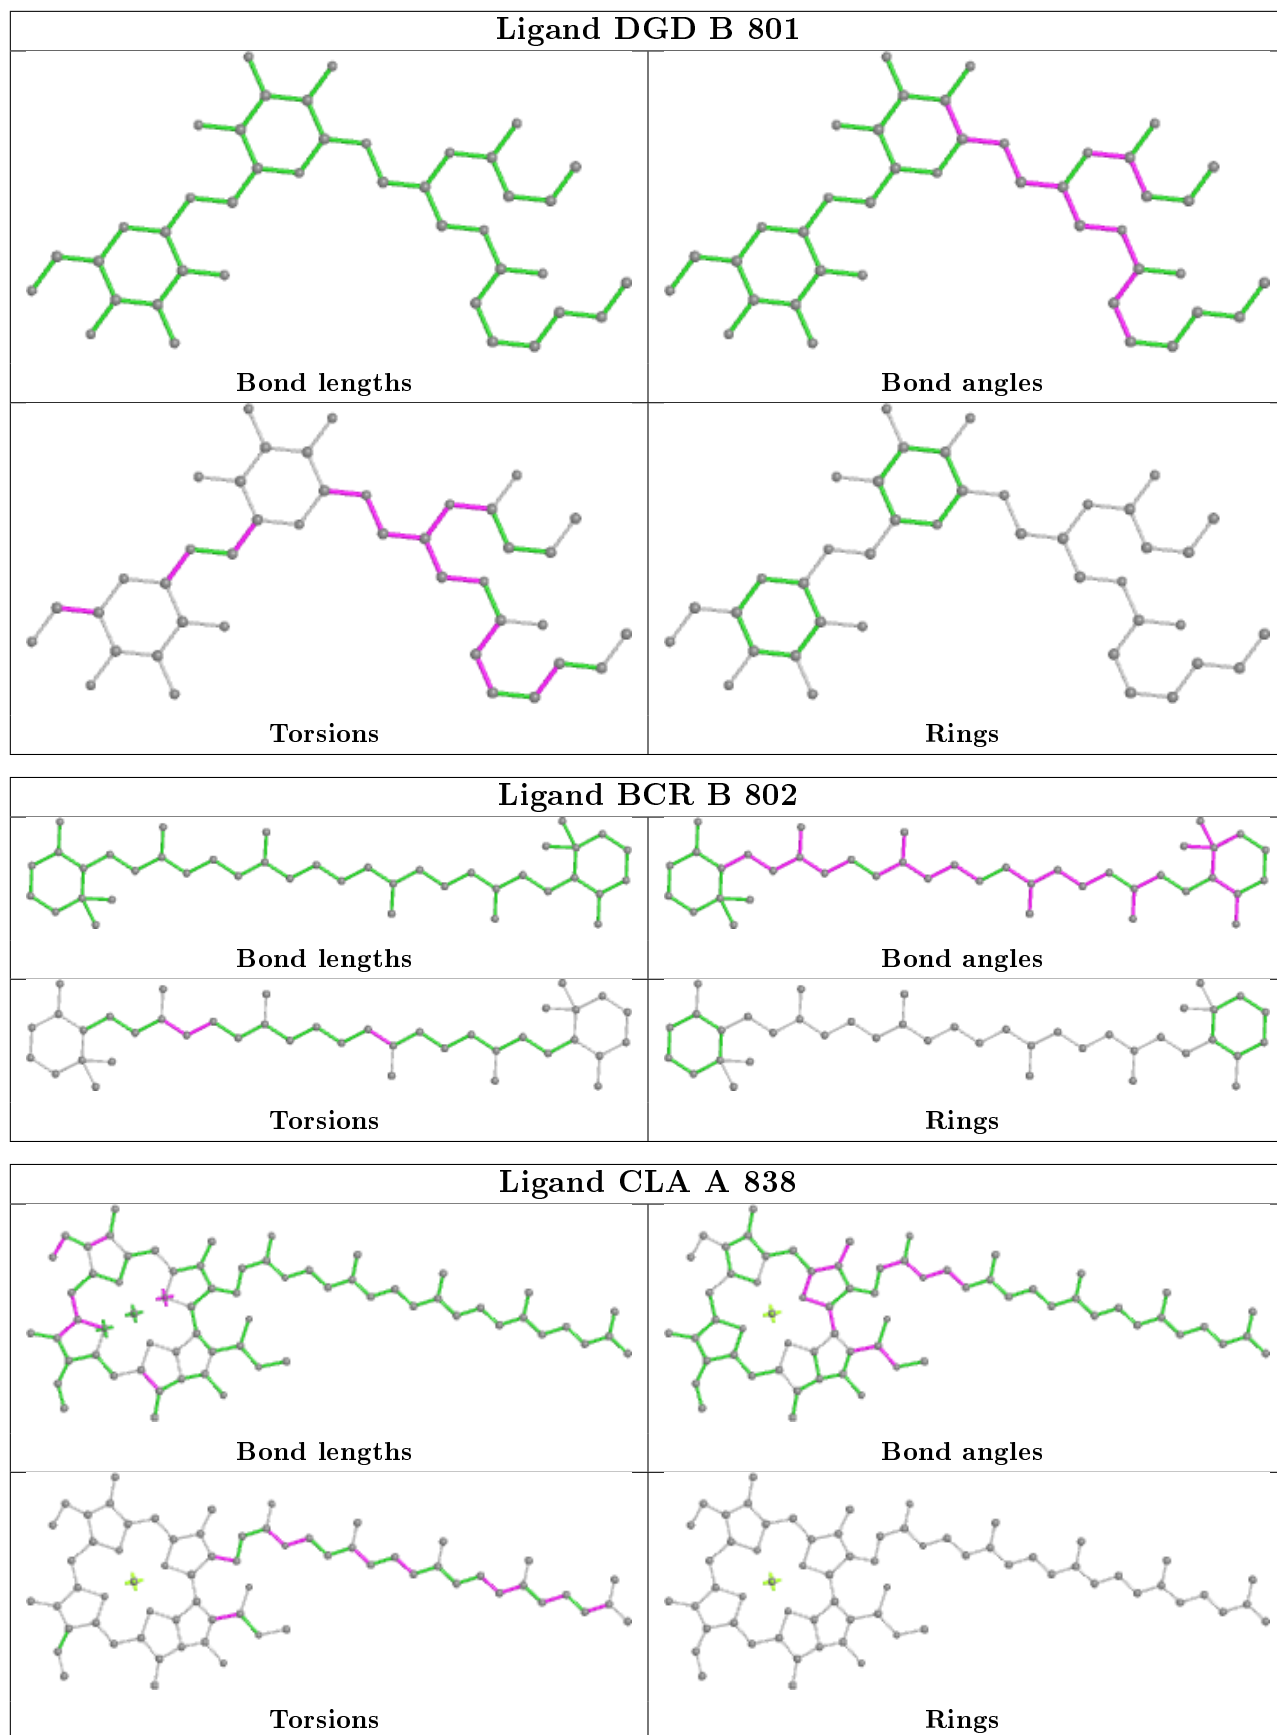 Ligand DGD B 801
Bond lengths
Bond angles
Torsions
Rings
Ligand BCR B 802
Bond lengths
Bond angles
Torsions
Rings
Ligand CLA A 838
Bond lengths
Bond angles
Torsions
Rings